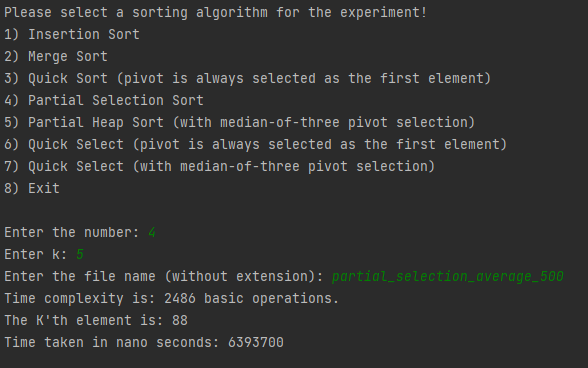 Please select a sorting algorithm for the experiment!
1) Insertion Sort
2) Merge Sort
3) Quick Sort (pivot is always selected as the first element)
4) Partial Selection Sort
5) Partial Heap Sort (with median-of-three pivot selection)
6) Quick Select (pivot is always selected as the first element)
7) Quick Select (with median-of-three pivot selection)
8) Exit
Enter the number: 4
Enter k: 5
Enter the file name (without extension): partial_selection_average_500
Time complexity is: 2486 basic operations.
The K'th element is: 88
Time taken in nano seconds: 6393700